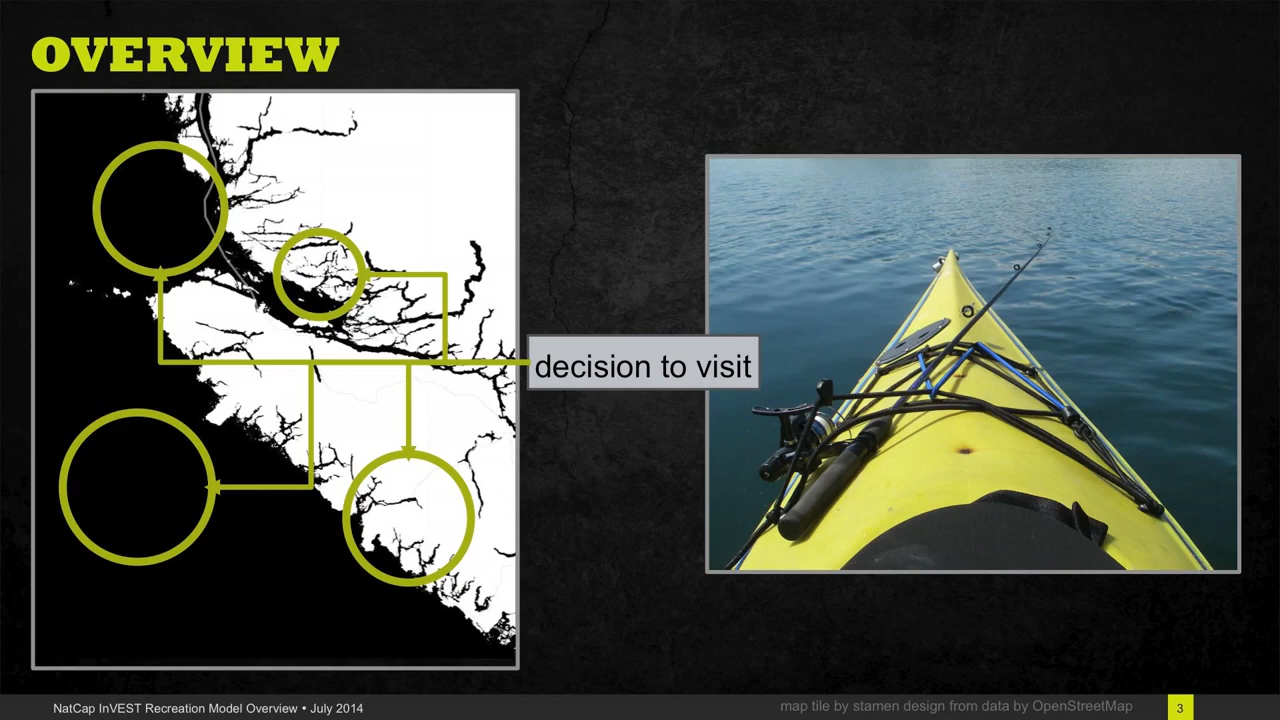 OVERVIEW
decision to visit
NatCap InVEST Recreation Model Overview • July 2014
map tile by stamen design from data by OpenStreetMap
3